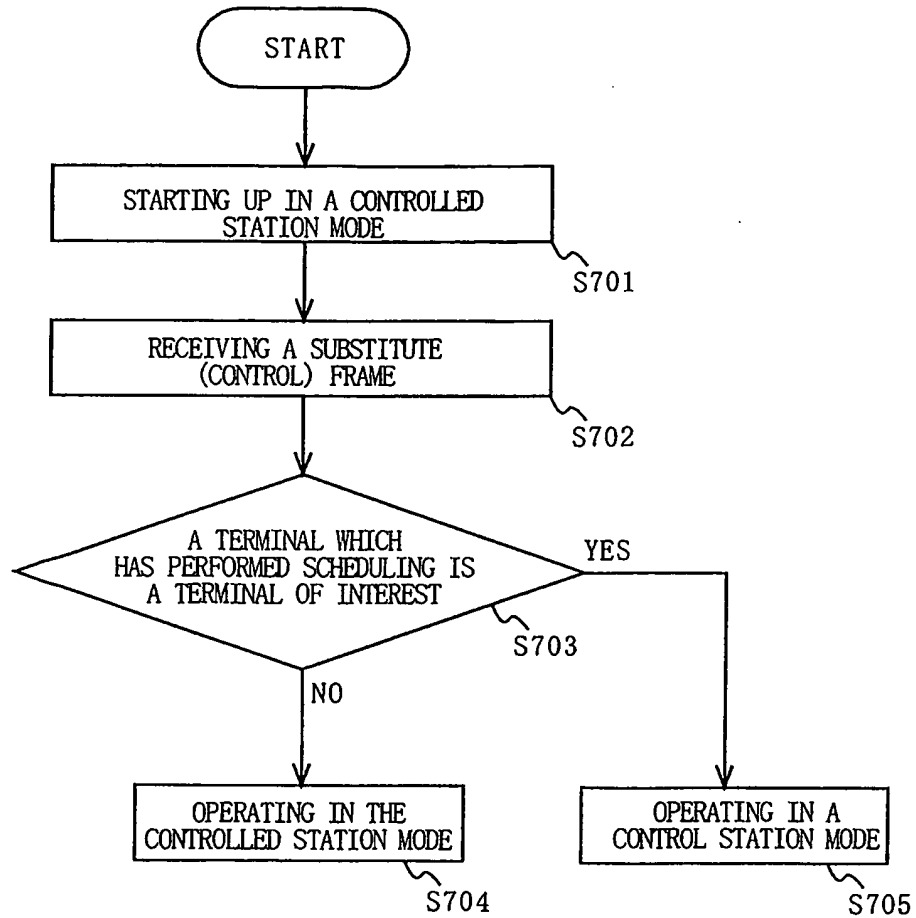 START
STARTING UP IN A CONTROLLED
STATION MODE
S701
RECEIVING A SUBSTITUTE
(CONTROL) FRAME
S702
A TERMINAL WHICH
HAS PERFORMED SCHEDULING IS
A TERMINAL OF INTEREST
YES
S703
NO
OPERATING IN THE
CONTROLLED STATION MODE
S704
OPERATING IN A
CONTROL STATION MODE
S705